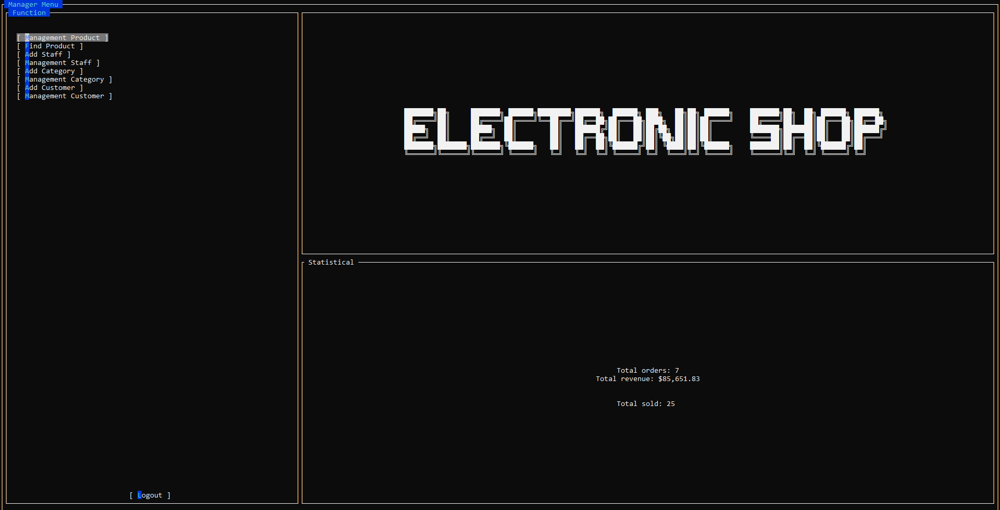 Manager Menu
Function
[ Management Product ]
[ Find Product ]
[ Add Staff ]
[ Management Staff ]
[ Add Category ]
[ Management Category ]
[ Add Customer ]
[ Management Customer ]
[ Logout ]
ELECTRONIC SHOP
Statistical
Total orders: 7
Total revenue: $85,651.83
Total sold: 25